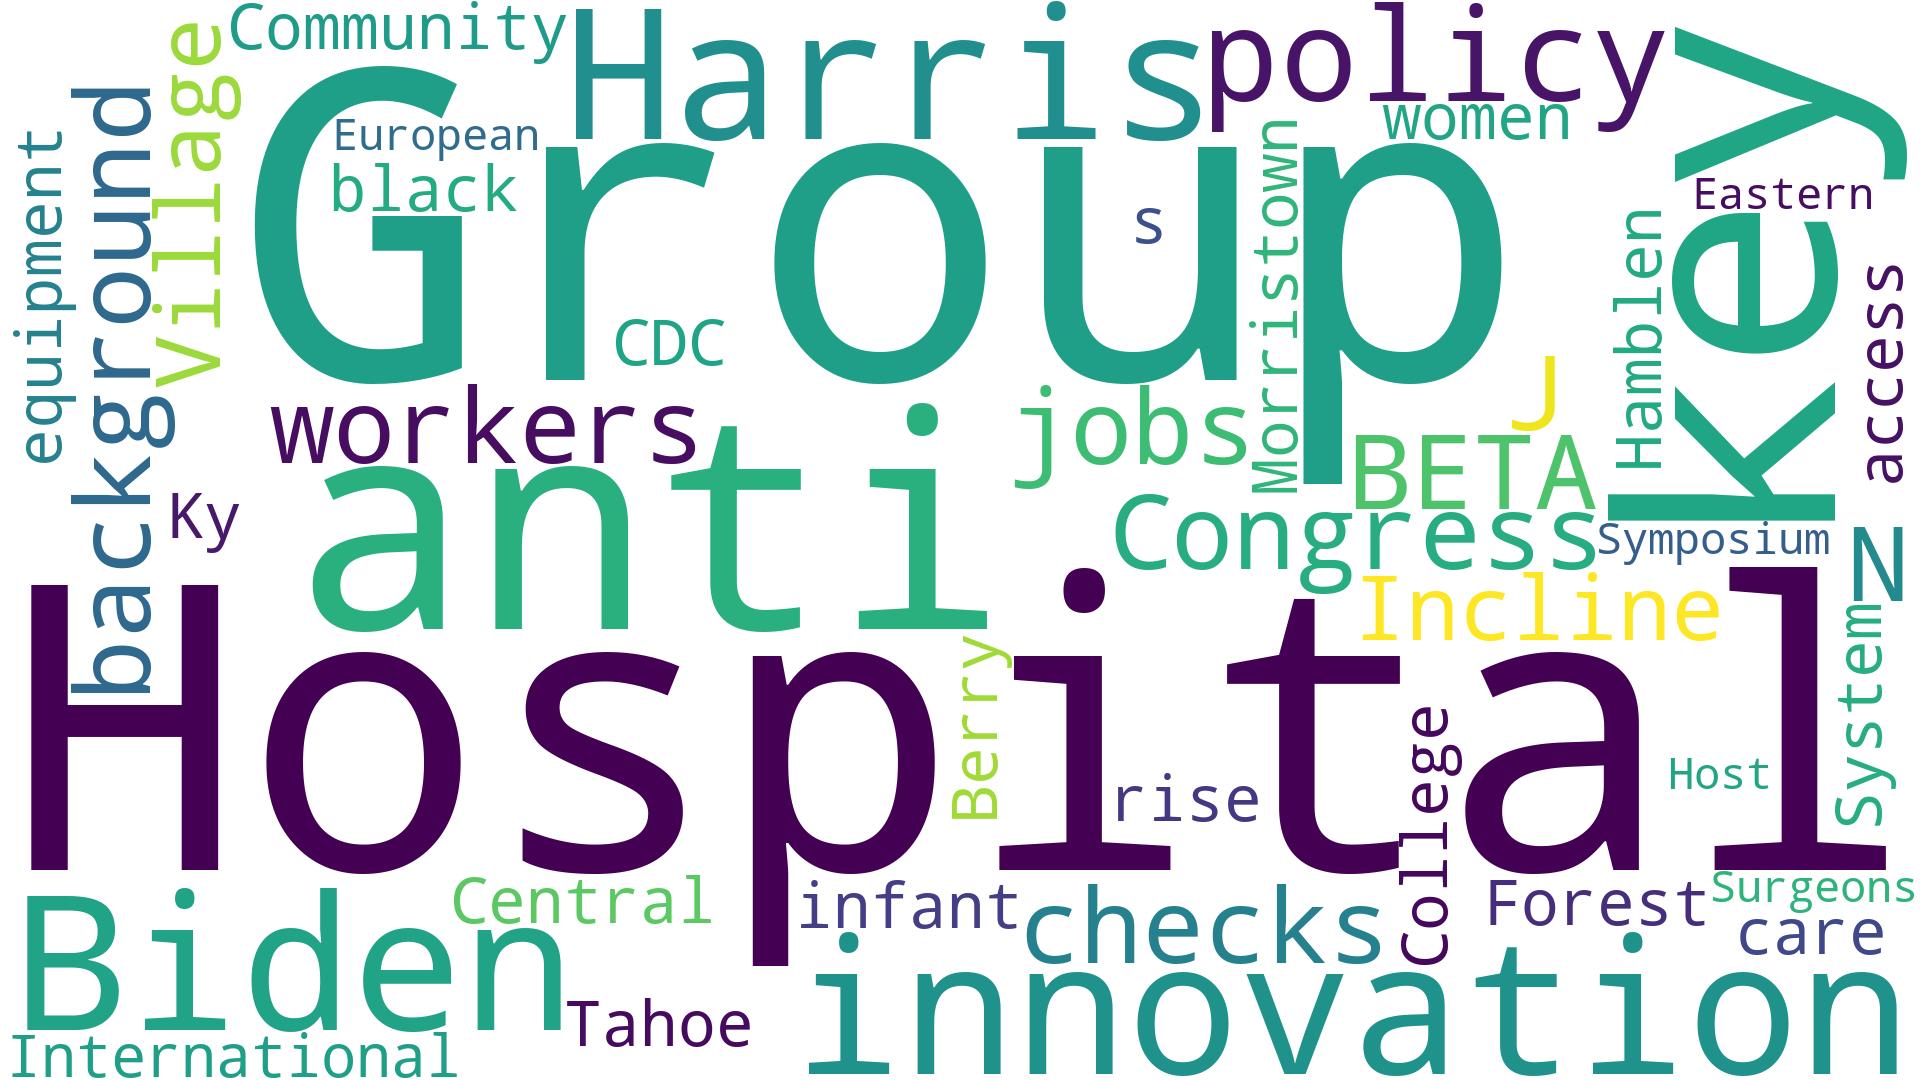 Community
Harris
policy
key
Village
background
equipment
Group
European
black
women
Morristown
Eastern
s
Hamblen
access
CDC
J
workers
anti
jobs
BETA
Ky
Congress
Symposium
N
Hospital
Incline
System
Berry
College
rise
Host
Biden
Central
infant
checks
Forest
Surgeons
care
innovation
Tahoe
International